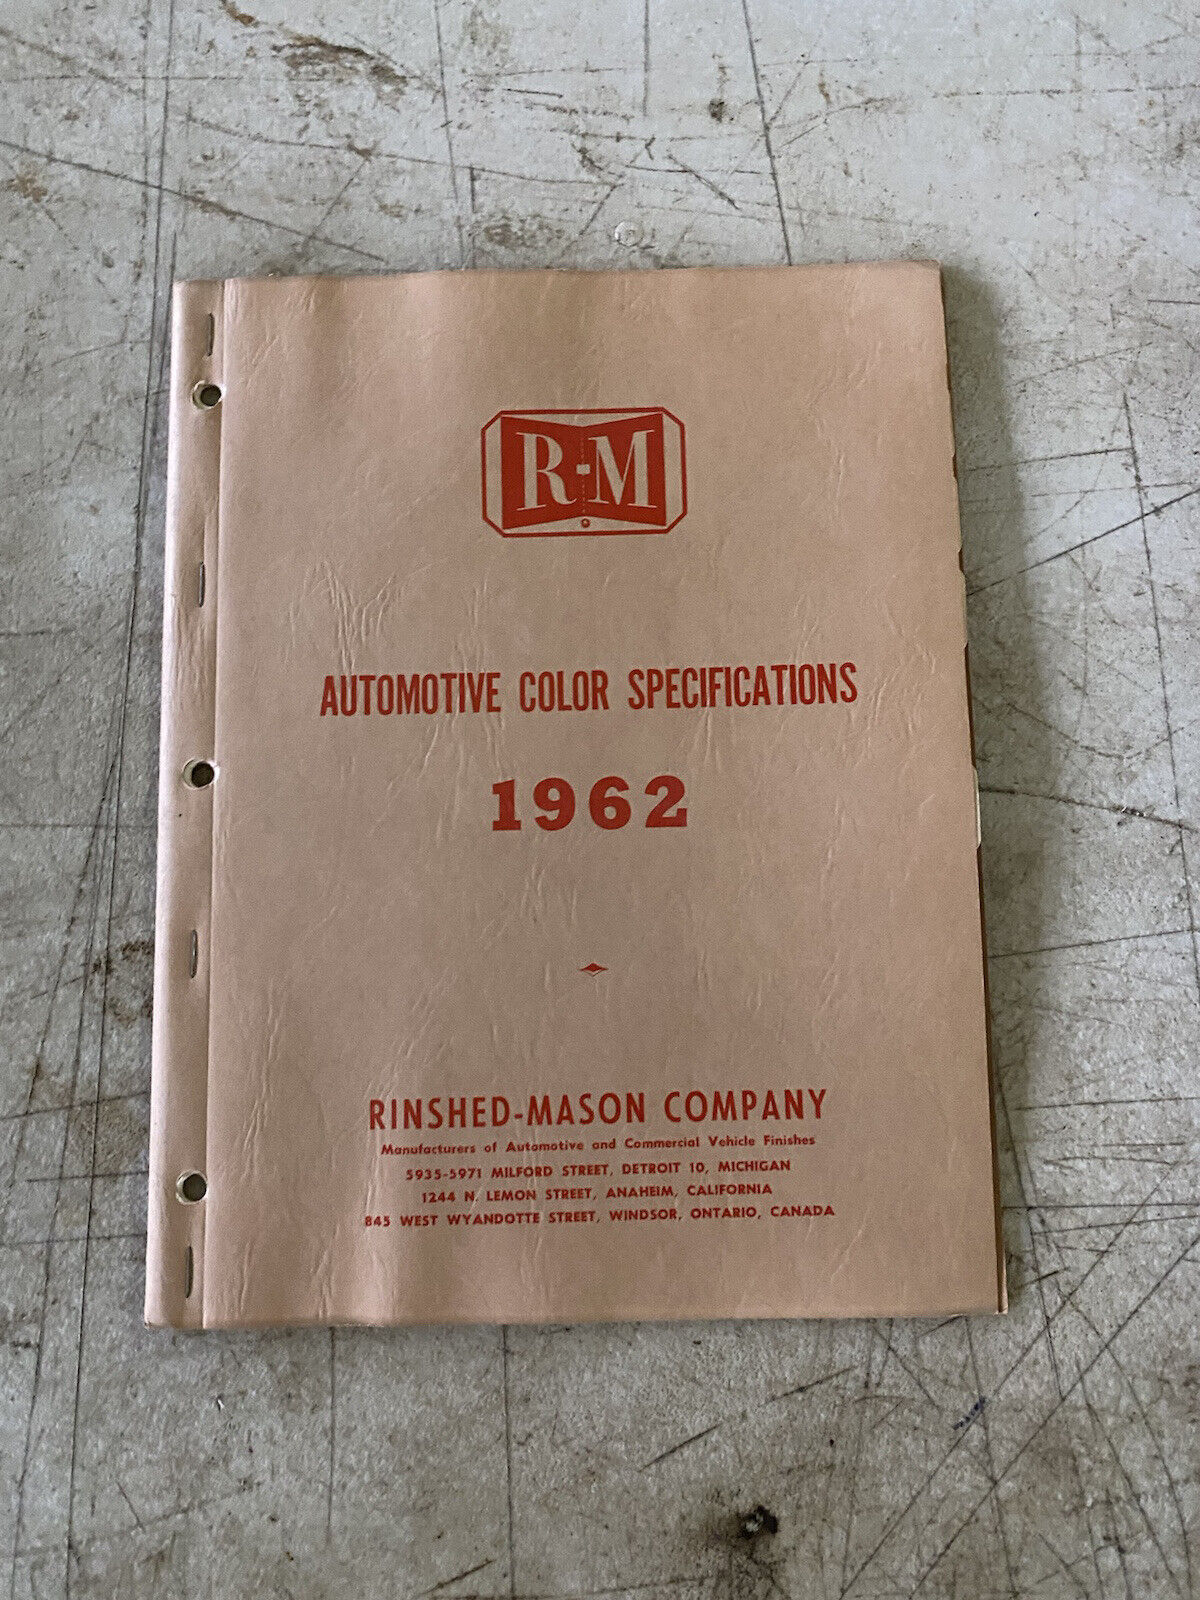 R-M
AUTOMOTIVE COLOR SPECIFICATIONS
1962
RINSHED-MASON COMPANY
Manufacturers of Automotive and Commercial Vehicle Finishes
5935-5971 MILFORD STREET, DETROIT 10, MICHIGAN
1244 N. LEMON STREET, ANAHEIM, CALIFORNIA
845 WEST WYANDOTTE STREET, WINDSOR, ONTARIO, CANADA